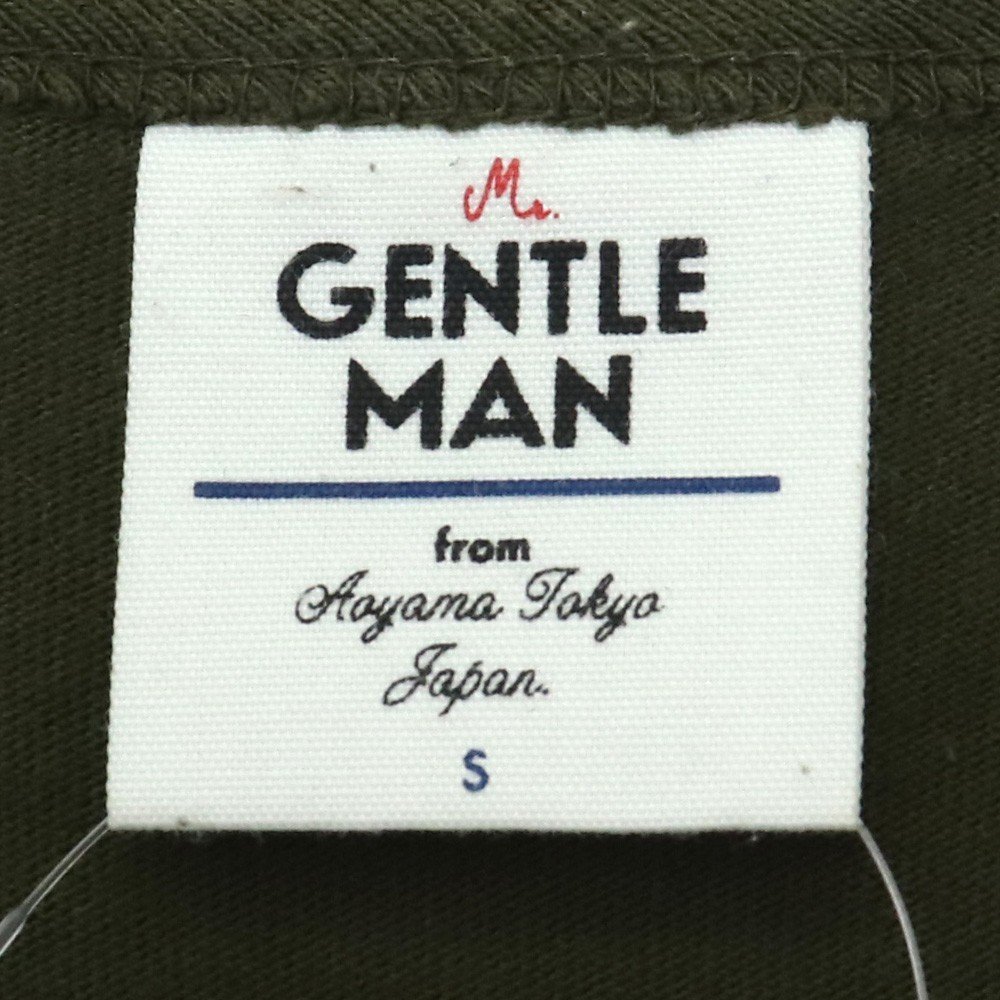 Mr.
GENTLE
MAN
from
Aoyama Tokyo
Japan.
S